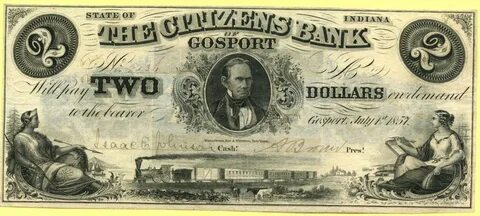 STATE OF INDIANA
2 THE CITIZENS BANK 2
OF
GOSPORT
Will pay TWO DOLLARS on demand
to the bearer Gosport, July 1st 1857.
Cash! Pres!